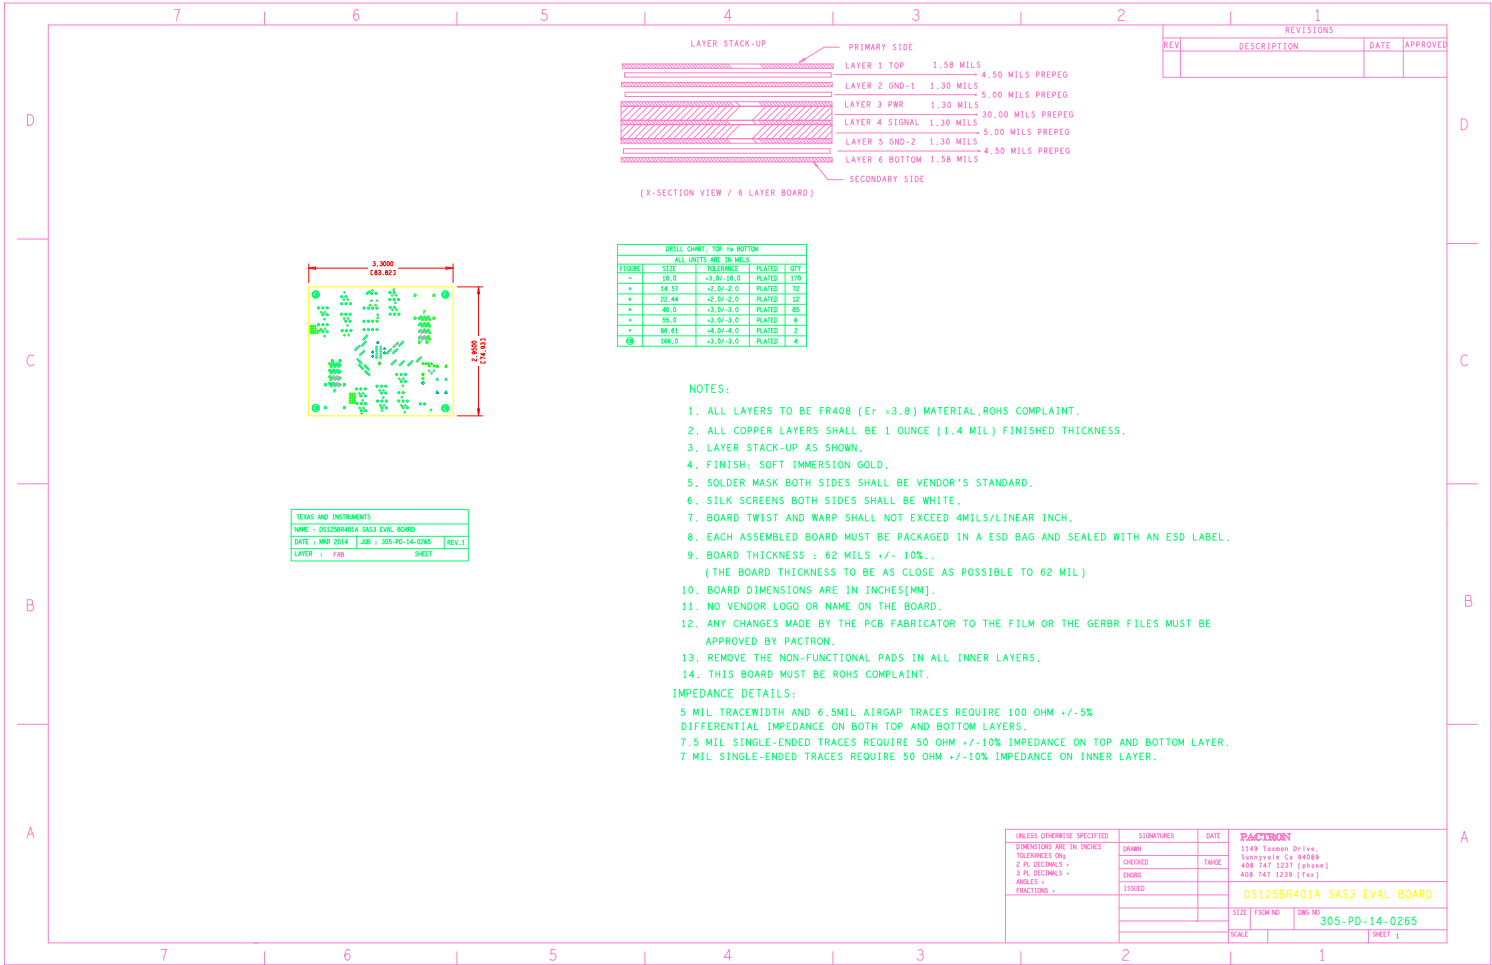 7 6 5 4 3 2 1
REVISIONS
REV DESCRIPTION DATE APPROVED
D
D
LAYER STACK-UP
PRIMARY SIDE
LAYER 1 TOP 1.58 MILS
4.50 MILS PREPEG
LAYER 2 GND-1 1.30 MILS
5.00 MILS PREPEG
LAYER 3 PWR 1.30 MILS
30.00 MILS PREPEG
LAYER 4 SIGNAL 1.30 MILS
5.00 MILS PREPEG
LAYER 5 GND-2 1.30 MILS
4.50 MILS PREPEG
LAYER 6 BOTTOM 1.58 MILS
SECONDARY SIDE
(X-SECTION VIEW / 6 LAYER BOARD)
DRILL CHART: TOP to BOTTOM
ALL UNITS ARE IN MILS
FIGURE SIZE TOLERANCE PLATED QTY
10.0 +3.0/-10.0 PLATED 170
14.57 +2.0/-2.0 PLATED 72
22.44 +2.0/-2.0 PLATED 12
40.0 +3.0/-3.0 PLATED 85
55.0 +3.0/-3.0 PLATED 6
86.61 +4.0/-4.0 PLATED 2
166.0 +3.0/-3.0 PLATED 4
3.3000
[83.82]
2.9500
[74.93]
C
C
NOTES:
1. ALL LAYERS TO BE FR408 (Er =3.8) MATERIAL,ROHS COMPLAINT.
2. ALL COPPER LAYERS SHALL BE 1 OUNCE (1.4 MIL) FINISHED THICKNESS.
3. LAYER STACK-UP AS SHOWN.
4. FINISH: SOFT IMMERSION GOLD.
5. SOLDER MASK BOTH SIDES SHALL BE VENDOR'S STANDARD.
6. SILK SCREENS BOTH SIDES SHALL BE WHITE.
7. BOARD TWIST AND WARP SHALL NOT EXCEED 4MILS/LINEAR INCH.
8. EACH ASSEMBLED BOARD MUST BE PACKAGED IN A ESD BAG AND SEALED WITH AN ESD LABEL.
9. BOARD THICKNESS : 62 MILS +/- 10%..
(THE BOARD THICKNESS TO BE AS CLOSE AS POSSIBLE TO 62 MIL)
10. BOARD DIMENSIONS ARE IN INCHES[MM].
11. NO VENDOR LOGO OR NAME ON THE BOARD.
12. ANY CHANGES MADE BY THE PCB FABRICATOR TO THE FILM OR THE GERBR FILES MUST BE
APPROVED BY PACTRON.
13. REMOVE THE NON-FUNCTIONAL PADS IN ALL INNER LAYERS.
14. THIS BOARD MUST BE ROHS COMPLAINT.
IMPEDANCE DETAILS:
5 MIL TRACEWIDTH AND 6.5MIL AIRGAP TRACES REQUIRE 100 OHM +/-5%
DIFFERENTIAL IMPEDANCE ON BOTH TOP AND BOTTOM LAYERS.
7.5 MIL SINGLE-ENDED TRACES REQUIRE 50 OHM +/-10% IMPEDANCE ON TOP AND BOTTOM LAYER.
7 MIL SINGLE-ENDED TRACES REQUIRE 50 OHM +/-10% IMPEDANCE ON INNER LAYER.
TEXAS AND INSTRUMENTS
NAME : DS125BR401A SAS3 EVAL BOARD
DATE : MAR 2014 JOB : 305-PD-14-0265 REV.1
LAYER : FAB SHEET
B
B
A
A
UNLESS OTHERWISE SPECIFIED
DIMENSIONS ARE IN INCHES
TOLERANCES ON:
2 PL DECIMALS +
3 PL DECIMALS +
ANGLES +
FRACTIONS +
SIGNATURES DATE
DRAWN
CHECKED TAHOE
ENGRG
ISSUED
PACTRON
1149 Tasman Drive,
Sunnyvale Ca 94089
408 747 1237 (phone)
408 747 1239 (fax)
DS125BR401A SAS3 EVAL BOARD
SIZE FSCM NO DWG NO
305-PD-14-0265
SCALE SHEET 1
7 6 5 4 3 2 1